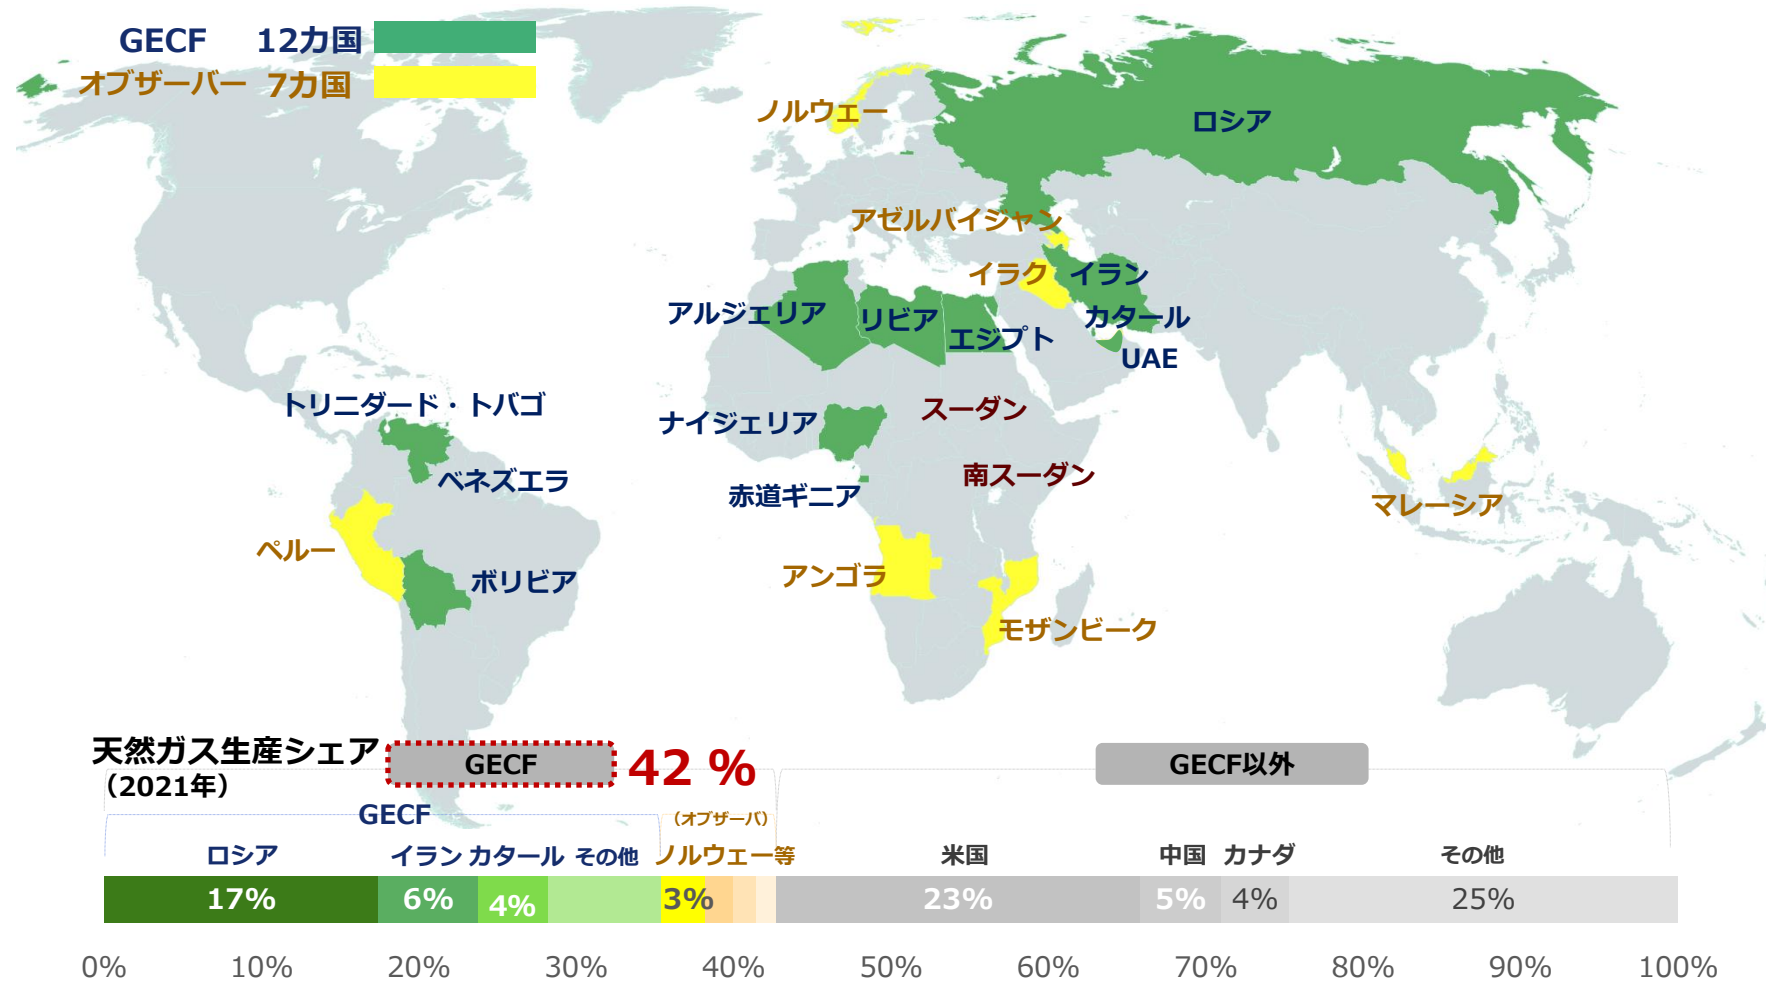 GECF 12カ国
オブザーバー 7カ国
ノルウェー
ロシア
アゼルバイジャン
イラク
イラン
アルジェリア
リビア
エジプト
カタール
UAE
トリニダード・トバゴ
ナイジェリア
スーダン
ベネズエラ
赤道ギニア
南スーダン
マレーシア
ペルー
ボリビア
アンゴラ
モザンビーク
天然ガス生産シェア
（2021年）
GECF
42 %
GECF以外
GECF
（オブザーバ）
ロシア
イラン
カタール
その他
ノルウェー等
米国
中国
カナダ
その他
17%
6%
4%
3%
23%
5%
4%
25%
0%
10%
20%
30%
40%
50%
60%
70%
80%
90%
100%